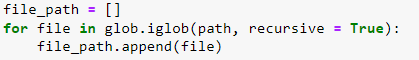 file_path = []
for file in glob.iglob(path, recursive = True):
    file_path.append(file)